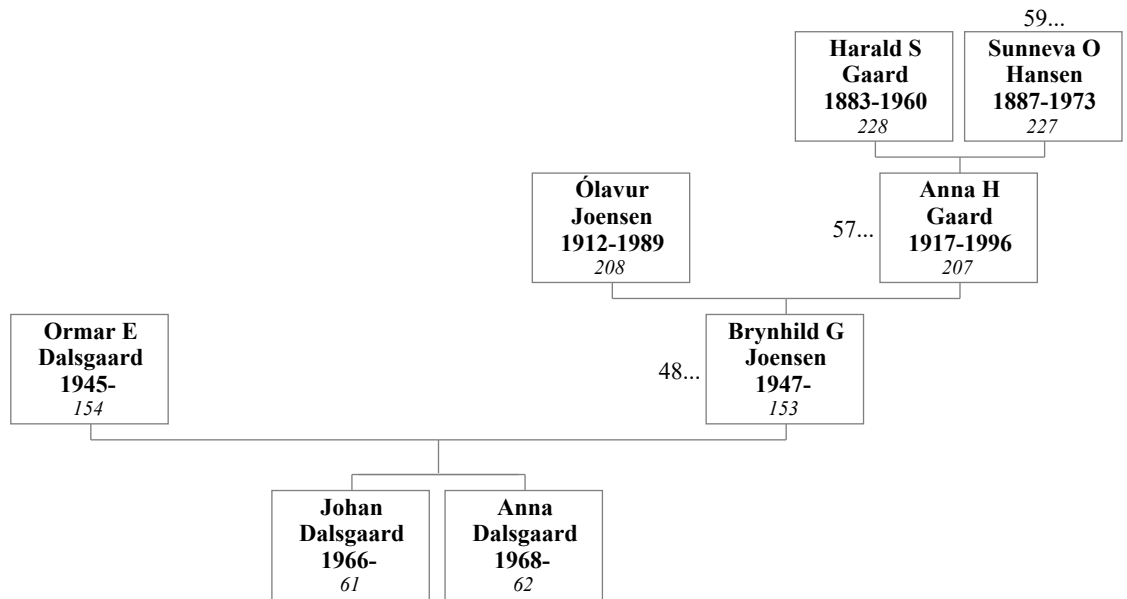 59...
Harald S
Gaard
1883-1960
228
Sunneva O
Hansen
1887-1973
227
Ólavur
Joensen
1912-1989
208
57...
Anna H
Gaard
1917-1996
207
Ormar E
Dalsgaard
1945-
154
48...
Brynhild G
Joensen
1947-
153
Johan
Dalsgaard
1966-
61
Anna
Dalsgaard
1968-
62